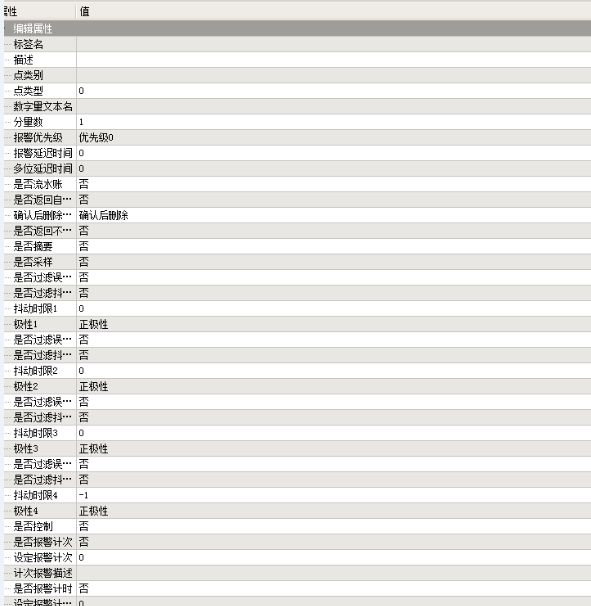 属性 值
编辑属性
标签名
描述
点类别
点类型 0
数字量文本名
分量数 1
报警优先级 优先级0
报警延迟时间 0
多位延迟时间 0
是否流水账 否
是否返回自… 否
确认后删除… 确认后删除
是否返回不… 否
是否摘要 否
是否采样 否
是否过滤误… 否
是否过滤抖… 否
抖动时限1 0
极性1 正极性
是否过滤误… 否
是否过滤抖… 否
抖动时限2 0
极性2 正极性
是否过滤误… 否
是否过滤抖… 否
抖动时限3 0
极性3 正极性
是否过滤误… 否
是否过滤抖… 否
抖动时限4 -1
极性4 正极性
是否控制 否
是否报警计次 否
设定报警计次 0
计次报警描述
是否报警计时 否
设定报警计… 0